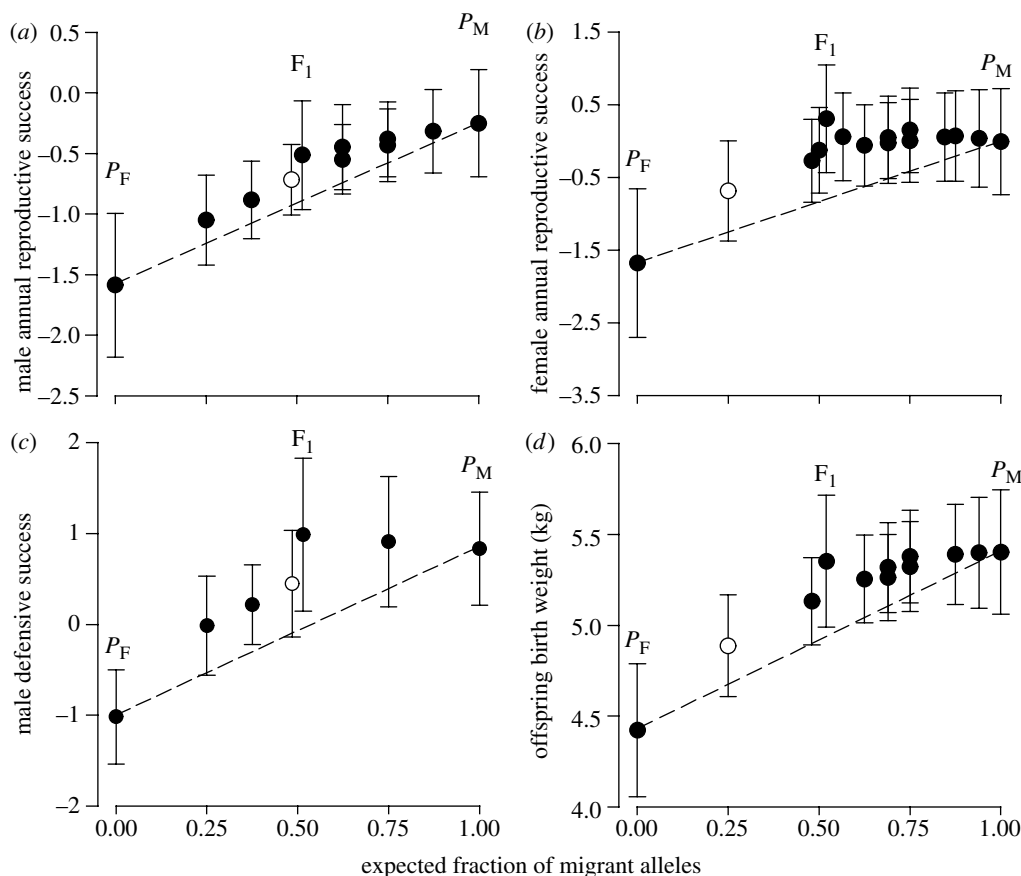 (a)
male annual reproductive success
0.5
0.0
−0.5
−1.0
−1.5
−2.0
−2.5
P_F
F_1
P_M
(b)
female annual reproductive success
1.5
0.5
−0.5
−1.5
−2.5
−3.5
P_F
F_1
P_M
(c)
male defensive success
2
1
0
−1
−2
P_F
F_1
P_M
0.00 0.25 0.50 0.75 1.00
(d)
offspring birth weight (kg)
6.0
5.5
5.0
4.5
4.0
P_F
F_1
P_M
0.00 0.25 0.50 0.75 1.00
expected fraction of migrant alleles